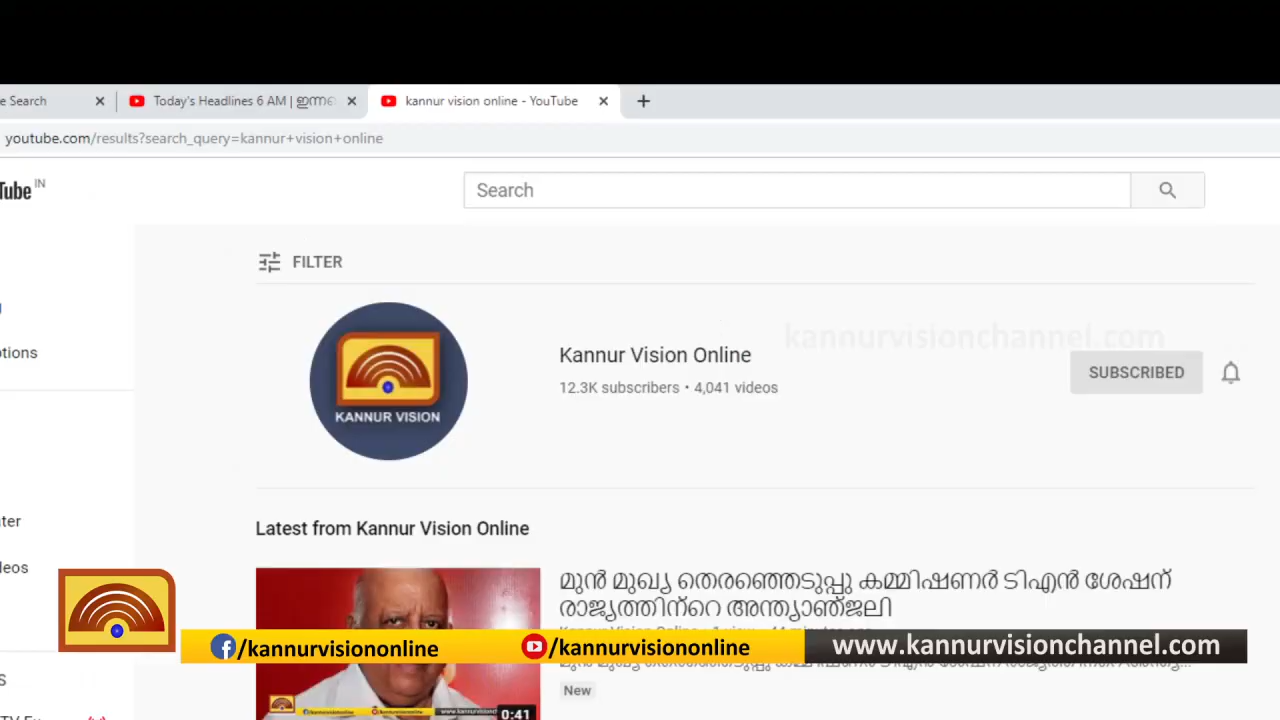 e Search
Today's Headlines 6 AM | ഇന്നത
kannur vision online - YouTube
youtube.com/results?search_query=kannur+vision+online
Tube IN
Search
FILTER
KANNUR VISION
Kannur Vision Online
12.3K subscribers • 4,041 videos
kannurvisionchannel.com
SUBSCRIBED
ptions
Latest from Kannur Vision Online
ter
leos
മുൻ മുഖ്യ തെരഞ്ഞെടുപ്പു കമ്മിഷണർ ടിഎൻ ശേഷന്
രാജ്യത്തിന്റെ അന്ത്യാഞ്ജലി
/kannurvisiononline
/kannurvisiononline
www.kannurvisionchannel.com
New
S
0:41